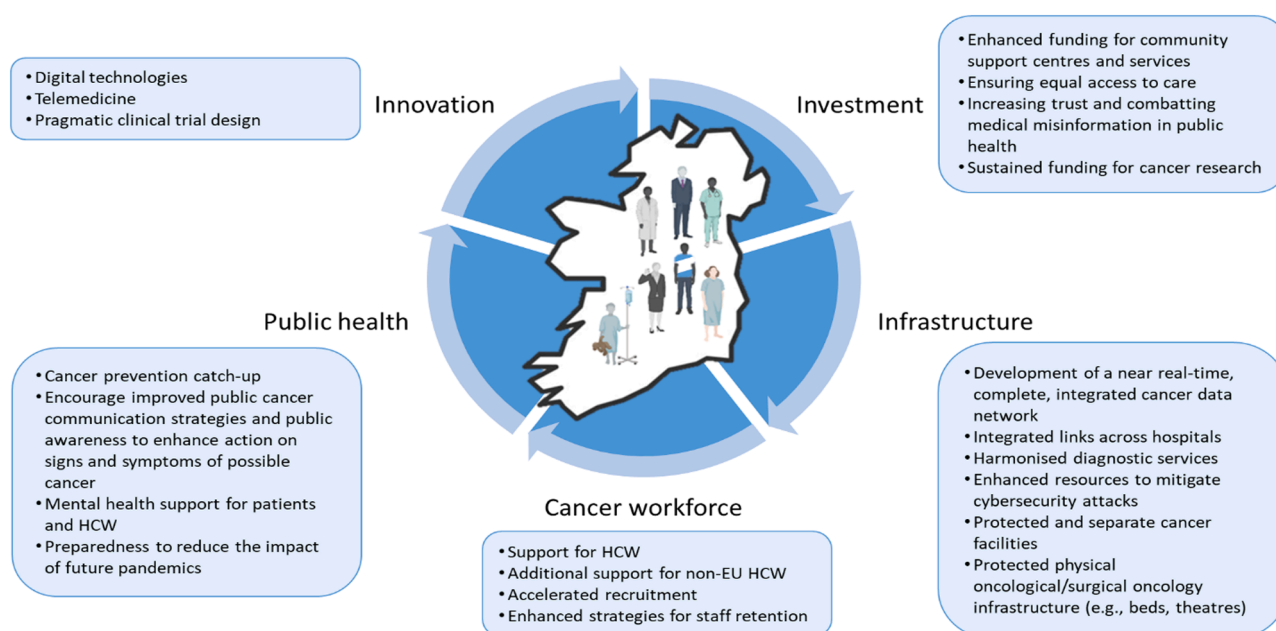 Innovation
• Digital technologies
• Telemedicine
• Pragmatic clinical trial design
Investment
• Enhanced funding for community
support centres and services
• Ensuring equal access to care
• Increasing trust and combatting
medical misinformation in public
health
• Sustained funding for cancer research
Infrastructure
• Development of a near real-time,
complete, integrated cancer data
network
• Integrated links across hospitals
• Harmonised diagnostic services
• Enhanced resources to mitigate
cybersecurity attacks
• Protected and separate cancer
facilities
• Protected physical
oncological/surgical oncology
infrastructure (e.g., beds, theatres)
Cancer workforce
• Support for HCW
• Additional support for non-EU HCW
• Accelerated recruitment
• Enhanced strategies for staff retention
Public health
• Cancer prevention catch-up
• Encourage improved public cancer
communication strategies and public
awareness to enhance action on
signs and symptoms of possible
cancer
• Mental health support for patients
and HCW
• Preparedness to reduce the impact
of future pandemics